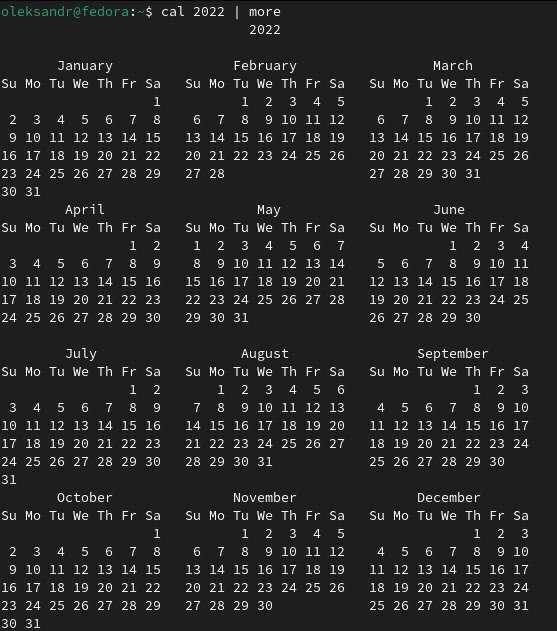 oleksandr@fedora:~$ cal 2022 | more
                               2022

       January               February                 March
Su Mo Tu We Th Fr Sa   Su Mo Tu We Th Fr Sa   Su Mo Tu We Th Fr Sa
                   1          1  2  3  4  5          1  2  3  4  5
 2  3  4  5  6  7  8    6  7  8  9 10 11 12    6  7  8  9 10 11 12
 9 10 11 12 13 14 15   13 14 15 16 17 18 19   13 14 15 16 17 18 19
16 17 18 19 20 21 22   20 21 22 23 24 25 26   20 21 22 23 24 25 26
23 24 25 26 27 28 29   27 28                  27 28 29 30 31
30 31
        April                   May                   June
Su Mo Tu We Th Fr Sa   Su Mo Tu We Th Fr Sa   Su Mo Tu We Th Fr Sa
                1  2    1  2  3  4  5  6  7             1  2  3  4
 3  4  5  6  7  8  9    8  9 10 11 12 13 14    5  6  7  8  9 10 11
10 11 12 13 14 15 16   15 16 17 18 19 20 21   12 13 14 15 16 17 18
17 18 19 20 21 22 23   22 23 24 25 26 27 28   19 20 21 22 23 24 25
24 25 26 27 28 29 30   29 30 31               26 27 28 29 30

        July                 August                September
Su Mo Tu We Th Fr Sa   Su Mo Tu We Th Fr Sa   Su Mo Tu We Th Fr Sa
                1  2       1  2  3  4  5  6                1  2  3
 3  4  5  6  7  8  9    7  8  9 10 11 12 13    4  5  6  7  8  9 10
10 11 12 13 14 15 16   14 15 16 17 18 19 20   11 12 13 14 15 16 17
17 18 19 20 21 22 23   21 22 23 24 25 26 27   18 19 20 21 22 23 24
24 25 26 27 28 29 30   28 29 30 31            25 26 27 28 29 30
31
       October               November              December
Su Mo Tu We Th Fr Sa   Su Mo Tu We Th Fr Sa   Su Mo Tu We Th Fr Sa
                   1          1  2  3  4  5                1  2  3
 2  3  4  5  6  7  8    6  7  8  9 10 11 12    4  5  6  7  8  9 10
 9 10 11 12 13 14 15   13 14 15 16 17 18 19   11 12 13 14 15 16 17
16 17 18 19 20 21 22   20 21 22 23 24 25 26   18 19 20 21 22 23 24
23 24 25 26 27 28 29   27 28 29 30            25 26 27 28 29 30 31
30 31